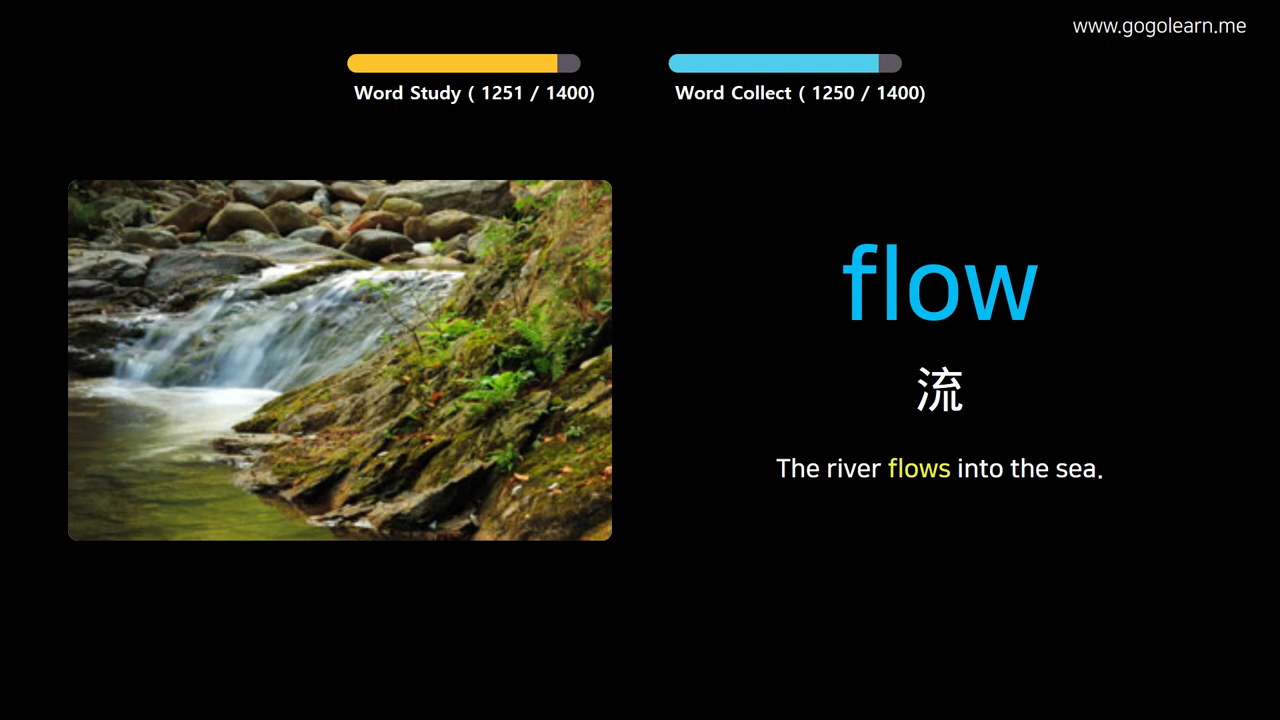 www.gogolearn.me
Word Study ( 1251 / 1400)
Word Collect ( 1250 / 1400)
flow
流
The river flows into the sea.